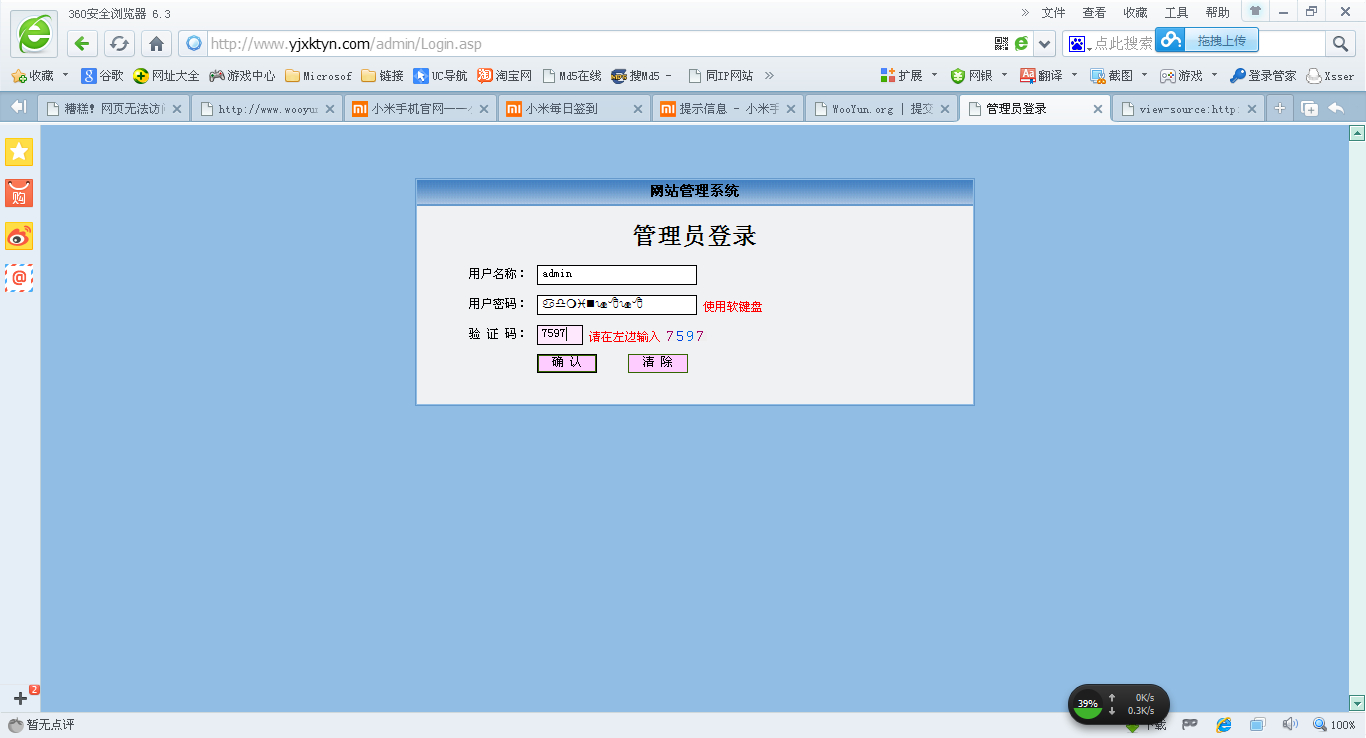 360安全浏览器 6.3
» 文件 查看 收藏 工具 帮助
http://www.yjxktyn.com/admin/Login.asp
点此搜索
拖拽上传
收藏 谷歌 网址大全 游戏中心 Microsof 链接 UC导航 淘宝网 Md5在线 搜Md5 - 同IP网站 »
扩展 网银 翻译 截图 游戏 登录管家 Xsser
糟糕! 网页无法访问
http://www.wooyun
小米手机官网——
小米每日签到
提示信息 - 小米手
WooYun.org | 提交
管理员登录
view-source:http:
购
@
网站管理系统
管理员登录
用户名称: admin
用户密码:
使用软键盘
验 证 码: 7597 请在左边输入 7597
确 认 清 除
2
39%
0K/s
0.3K/s
暂无点评
下载
100%